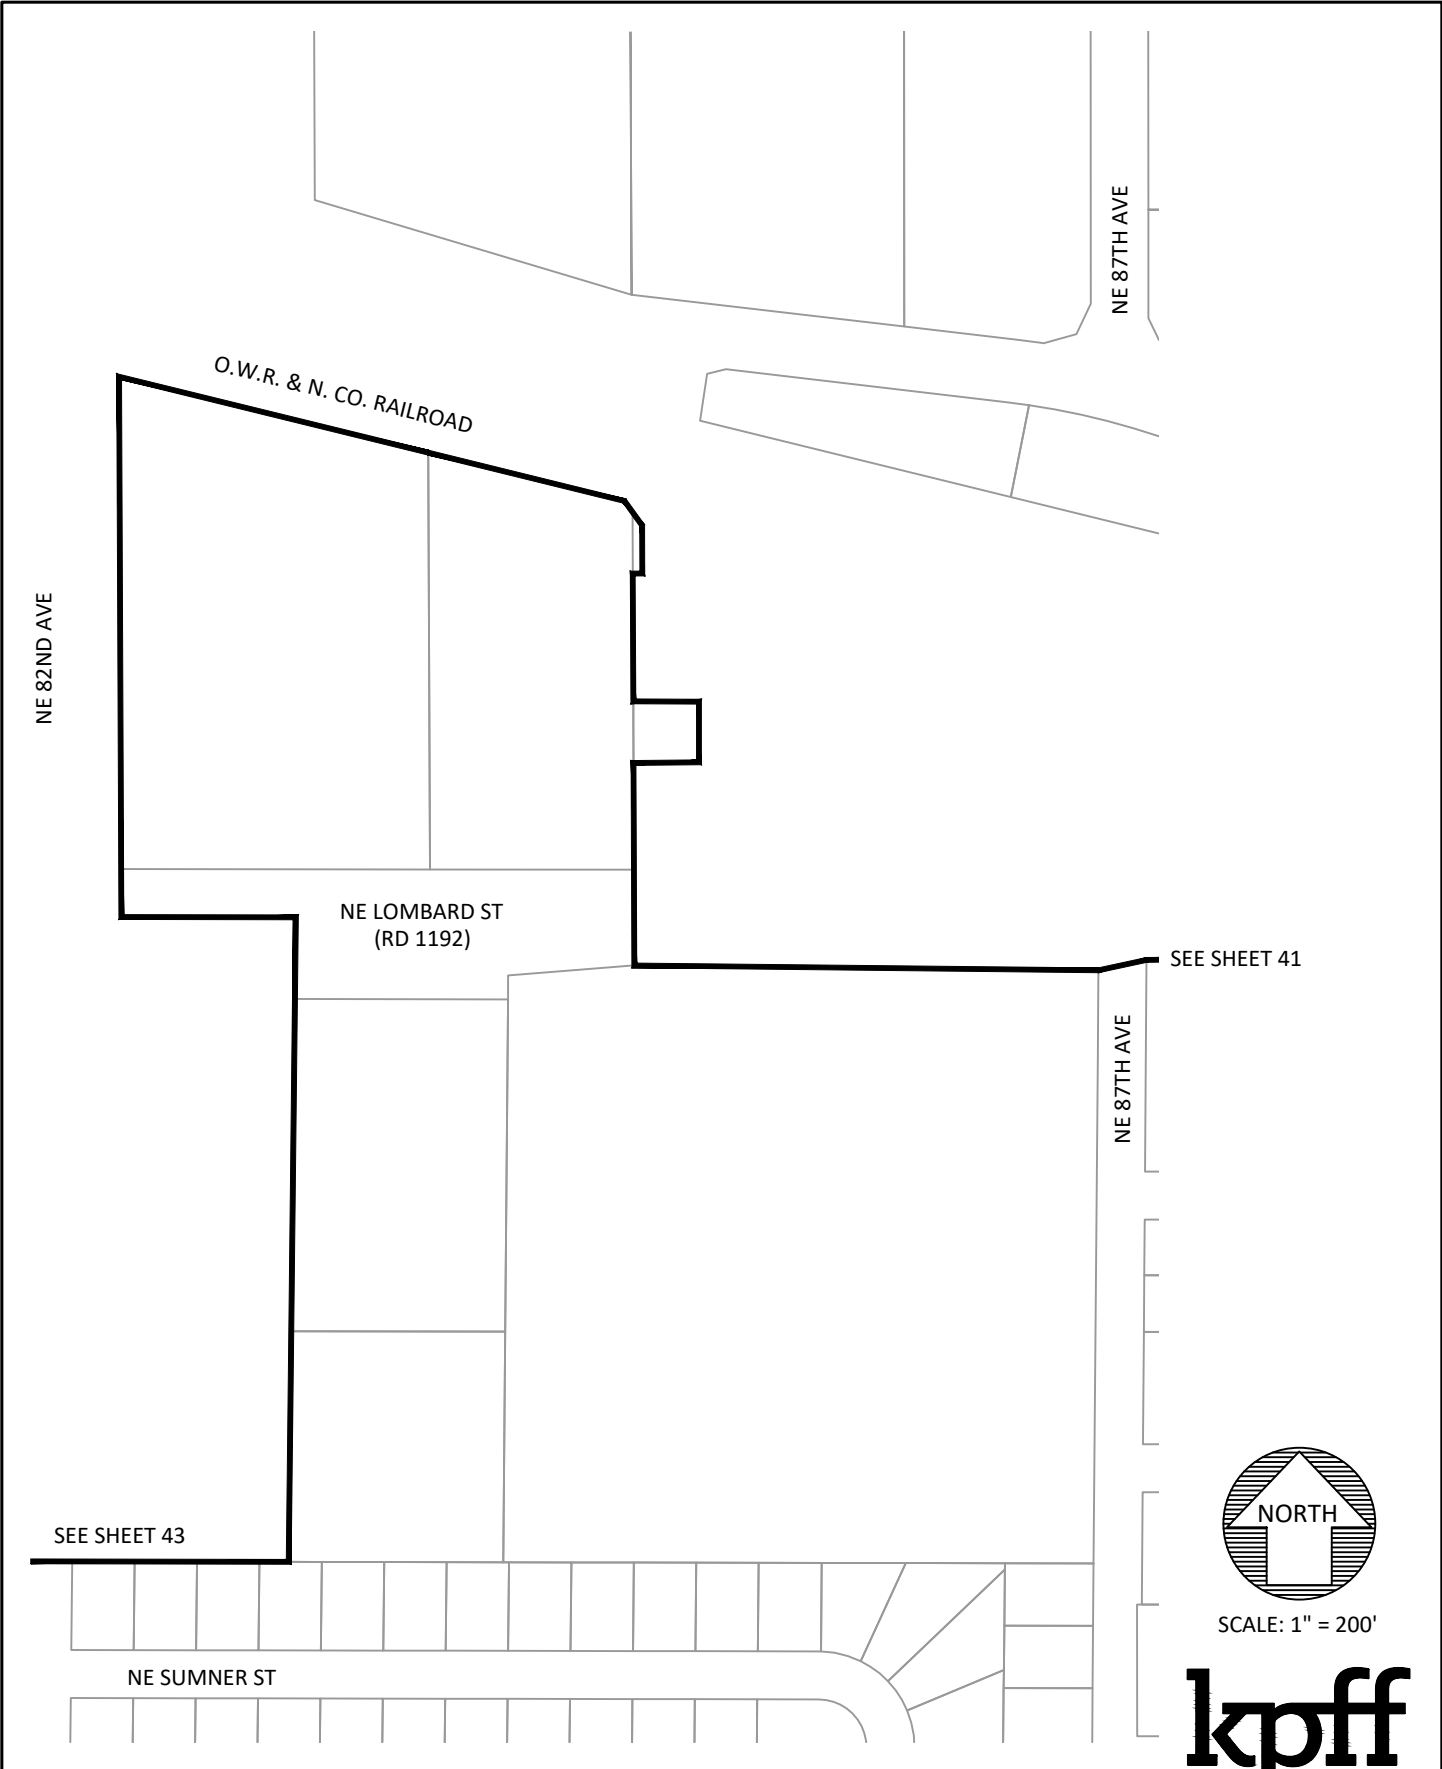 NE 87TH AVE
O.W.R. & N. CO. RAILROAD
NE 82ND AVE
NE LOMBARD ST
(RD 1192)
SEE SHEET 41
NE 87TH AVE
NORTH
SEE SHEET 43
SCALE: 1" = 200'
NE SUMNER ST
kpff